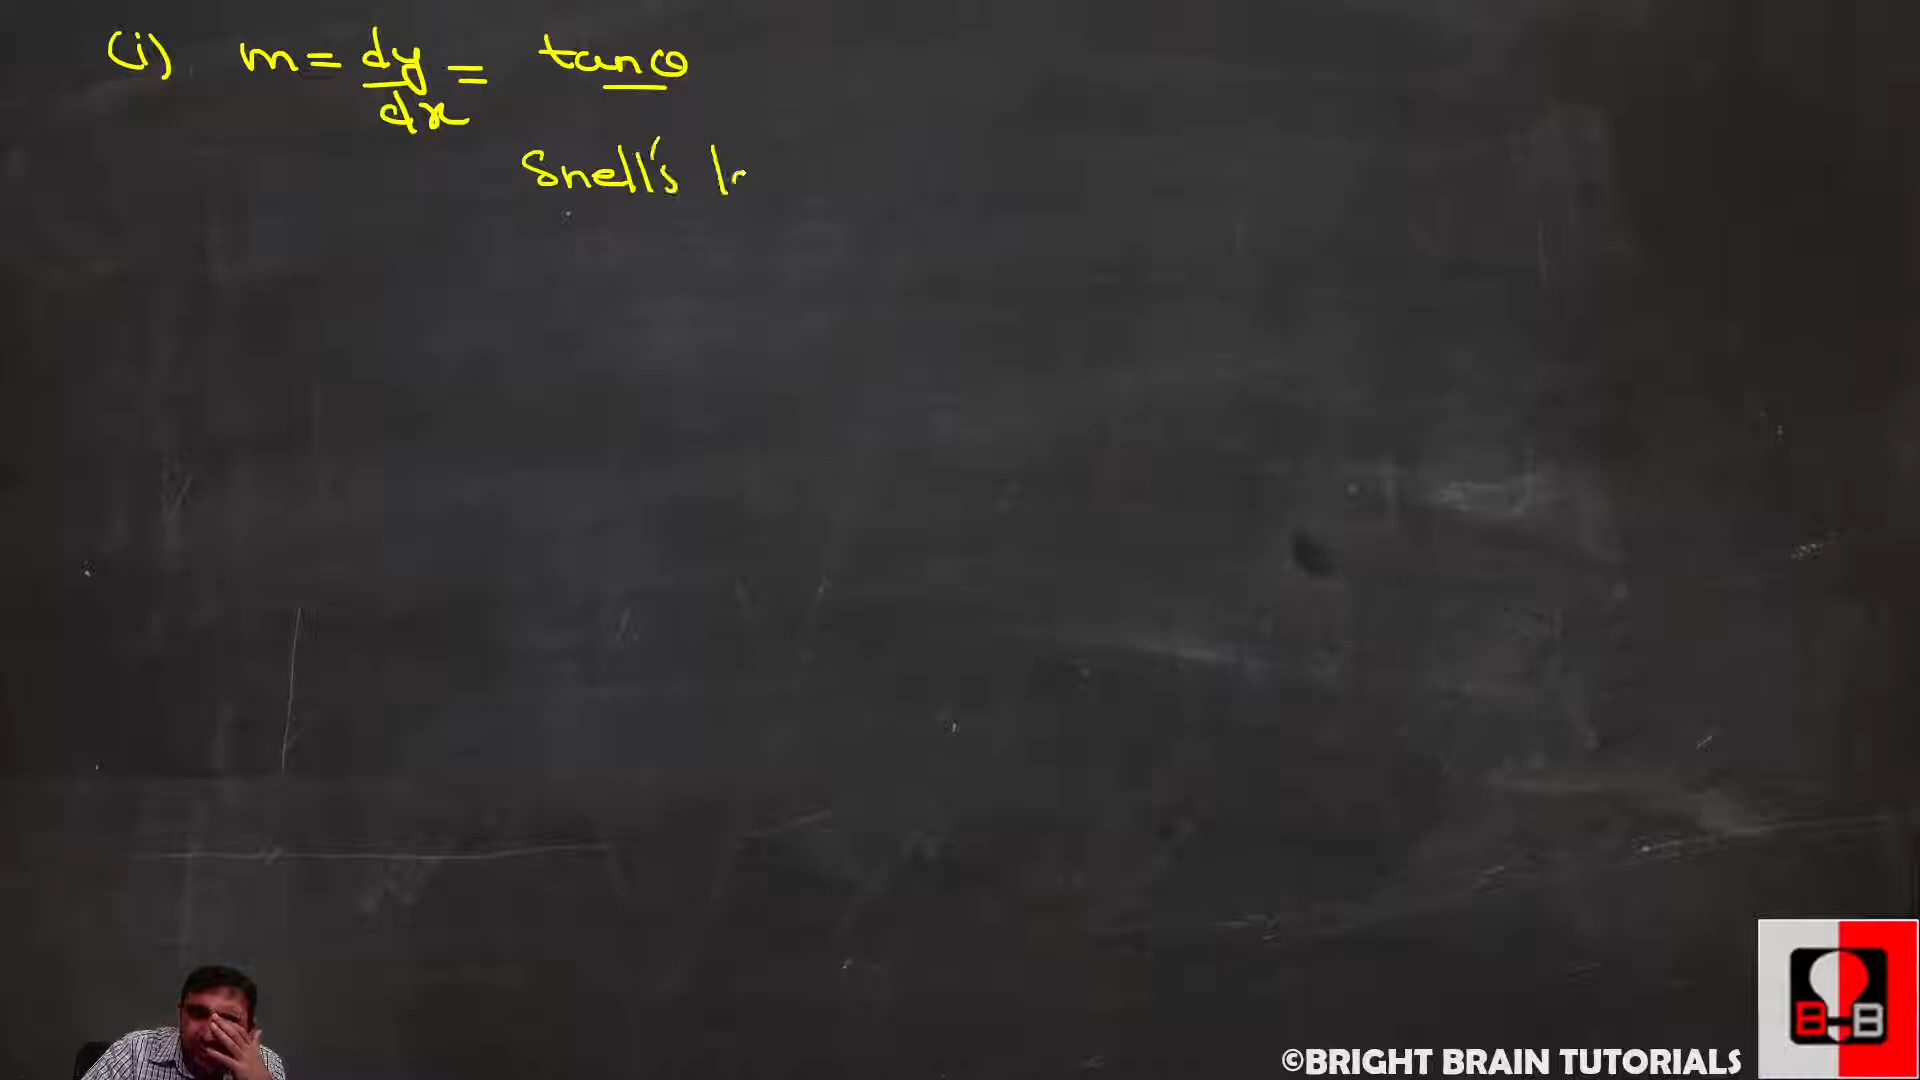 (i) m = dy/dx = tanθ
Snell's
B B
©BRIGHT BRAIN TUTORIALS